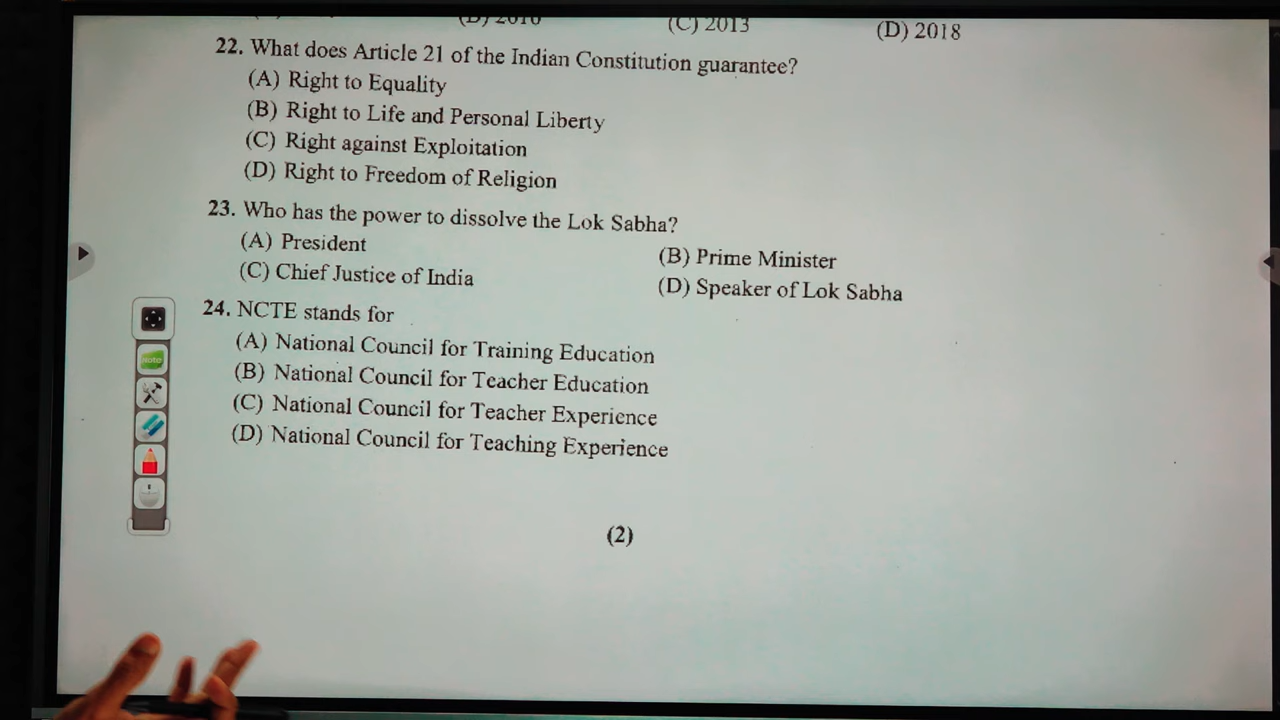 (B) 2010 (C) 2013 (D) 2018
22. What does Article 21 of the Indian Constitution guarantee?
(A) Right to Equality
(B) Right to Life and Personal Liberty
(C) Right against Exploitation
(D) Right to Freedom of Religion
23. Who has the power to dissolve the Lok Sabha?
(A) President (B) Prime Minister
(C) Chief Justice of India (D) Speaker of Lok Sabha
24. NCTE stands for
(A) National Council for Training Education
(B) National Council for Teacher Education
(C) National Council for Teacher Experience
(D) National Council for Teaching Experience
Note
(2)